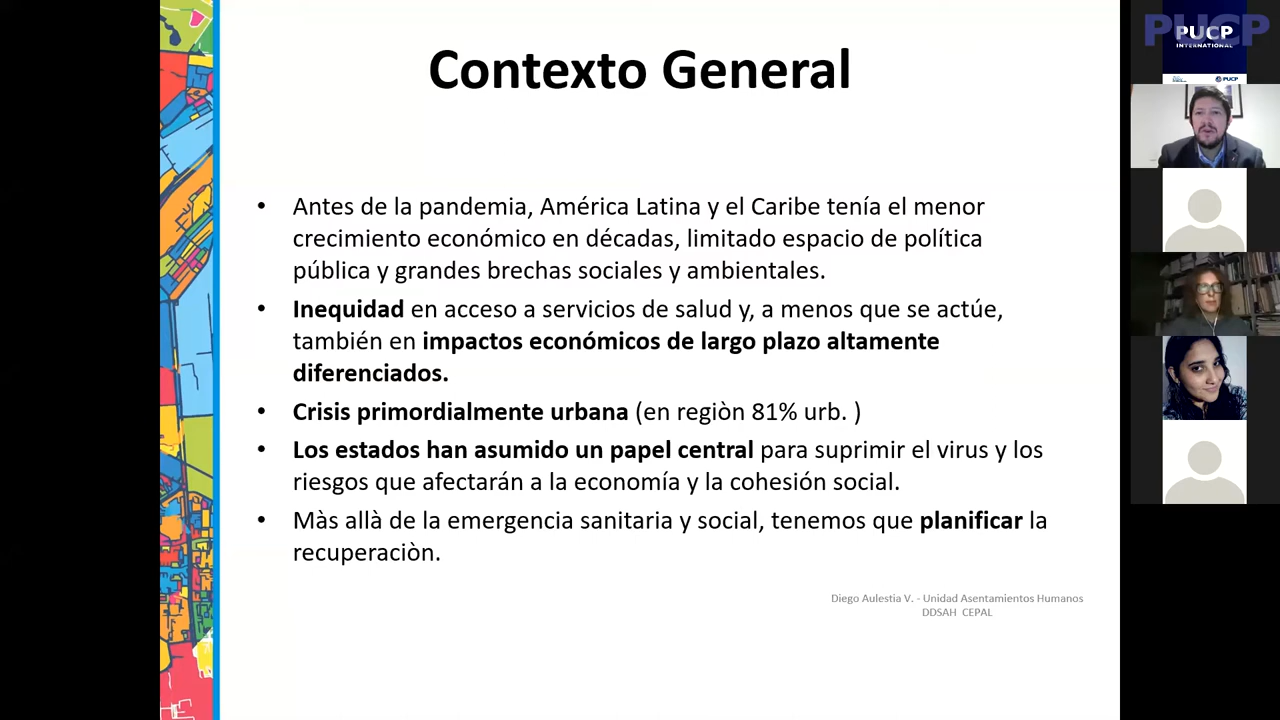 Contexto General
• Antes de la pandemia, América Latina y el Caribe tenía el menor
crecimiento económico en décadas, limitado espacio de política
pública y grandes brechas sociales y ambientales.
• Inequidad en acceso a servicios de salud y, a menos que se actúe,
también en impactos económicos de largo plazo altamente
diferenciados.
• Crisis primordialmente urbana (en regiòn 81% urb. )
• Los estados han asumido un papel central para suprimir el virus y los
riesgos que afectarán a la economía y la cohesión social.
• Màs allà de la emergencia sanitaria y social, tenemos que planificar la
recuperaciòn.
Diego Aulestia V. - Unidad Asentamientos Humanos
DDSAH CEPAL
PUCP
PUCP
INTERNATIONAL
PUCP